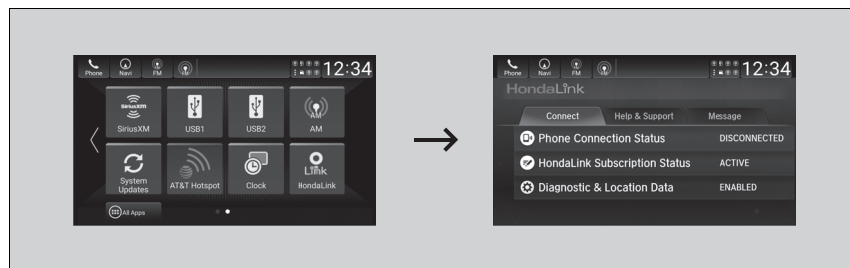 Phone Navi FM AM 12:34
SiriusXM
SiriusXM USB1 USB2 AM
Link
System Updates AT&T Hotspot Clock HondaLink
All Apps
Phone Navi FM AM 12:34
HondaLink
Connect Help & Support Message
Phone Connection Status DISCONNECTED
HondaLink Subscription Status ACTIVE
Diagnostic & Location Data ENABLED